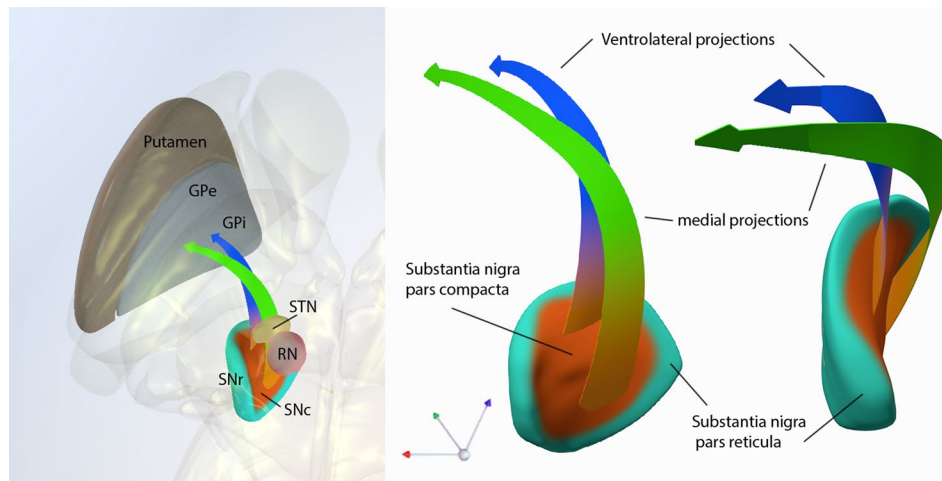 Putamen
GPe
GPi
STN
RN
SNr
SNc
Ventrolateral projections
medial projections
Substantia nigra
pars compacta
Substantia nigra
pars reticula